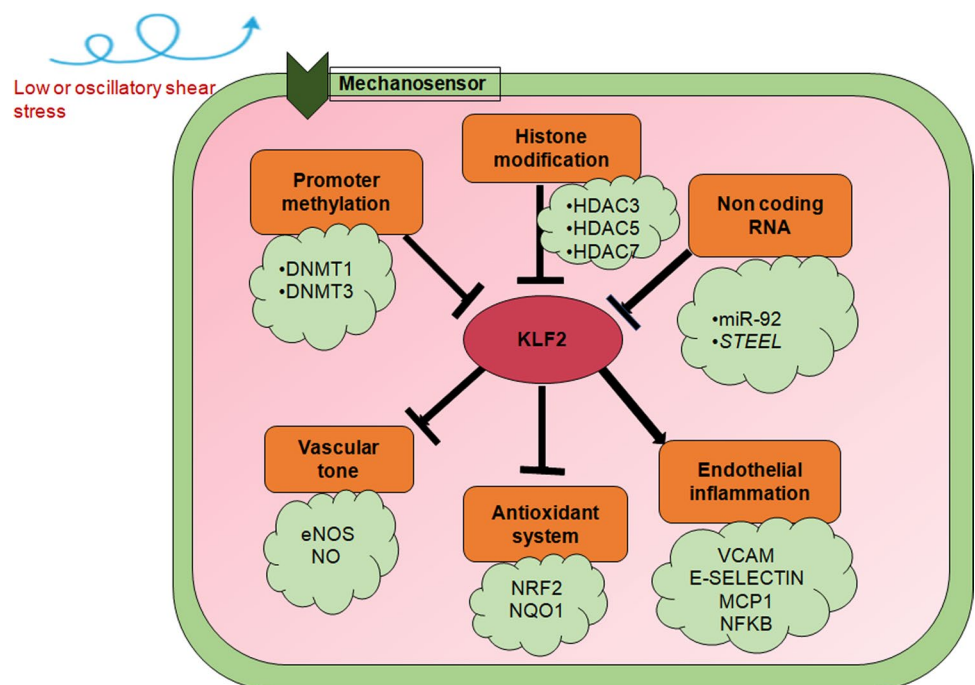 Low or oscillatory shear
stress
Mechanosensor
Histone
modification
•HDAC3
•HDAC5
•HDAC7
Promoter
methylation
•DNMT1
•DNMT3
Non coding
RNA
•miR-92
•STEEL
KLF2
Vascular
tone
eNOS
NO
Antioxidant
system
NRF2
NQO1
Endothelial
inflammation
VCAM
E-SELECTIN
MCP1
NFKB